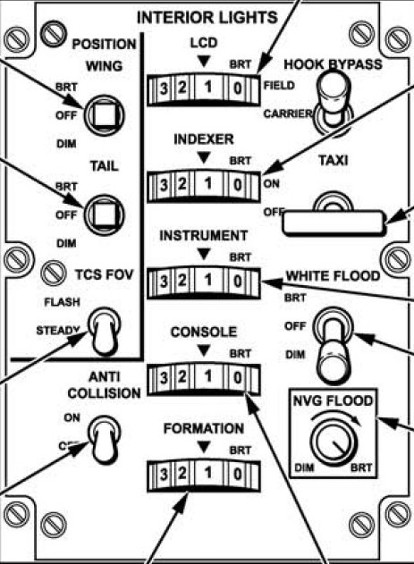 INTERIOR LIGHTS
POSITION
WING
BRT
OFF
DIM
TAIL
BRT
OFF
DIM
TCS FOV
FLASH
STEADY
ANTI
COLLISION
ON
OFF
LCD
BRT
3 2 1 0
INDEXER
BRT
3 2 1 0
INSTRUMENT
BRT
3 2 1 0
CONSOLE
BRT
3 2 1 0
FORMATION
BRT
3 2 1 0
HOOK BYPASS
FIELD
CARRIER
TAXI
ON
OFF
WHITE FLOOD
BRT
OFF
DIM
NVG FLOOD
DIM BRT